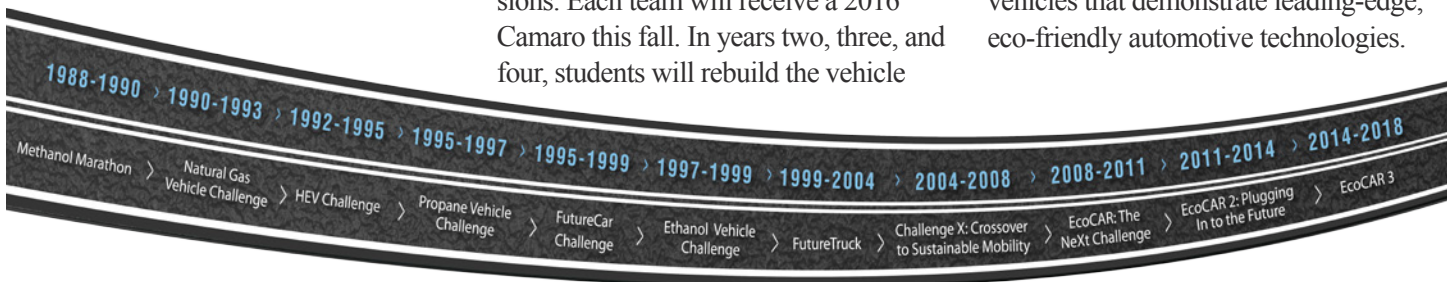 sions. Each team will receive a 2016
Camaro this fall. In years two, three, and
four, students will rebuild the vehicle
vehicles that demonstrate leading-edge,
eco-friendly automotive technologies.
1988-1990 › 1990-1993 › 1992-1995 › 1995-1997 › 1995-1999 › 1997-1999 › 1999-2004 › 2004-2008 › 2008-2011 › 2011-2014 › 2014-2018
Methanol Marathon 〉
Natural Gas
Vehicle Challenge 〉
HEV Challenge 〉
Propane Vehicle
Challenge 〉
FutureCar
Challenge 〉
Ethanol Vehicle
Challenge 〉
FutureTruck 〉
Challenge X: Crossover
to Sustainable Mobility 〉
EcoCAR: The
NeXt Challenge 〉
EcoCAR 2: Plugging
In to the Future 〉
EcoCAR 3